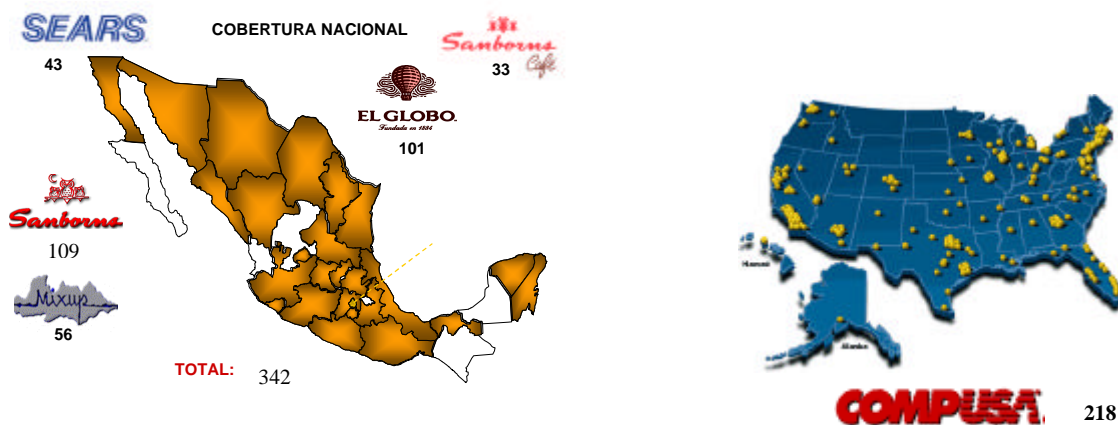 SEARS
COBERTURA NACIONAL
43
Sanborns
Café
33
EL GLOBO.
Fundada en 1884
101
Sanborns
109
Mixup
56
TOTAL: 342
Hawaii
Alaska
COMPUSA
218